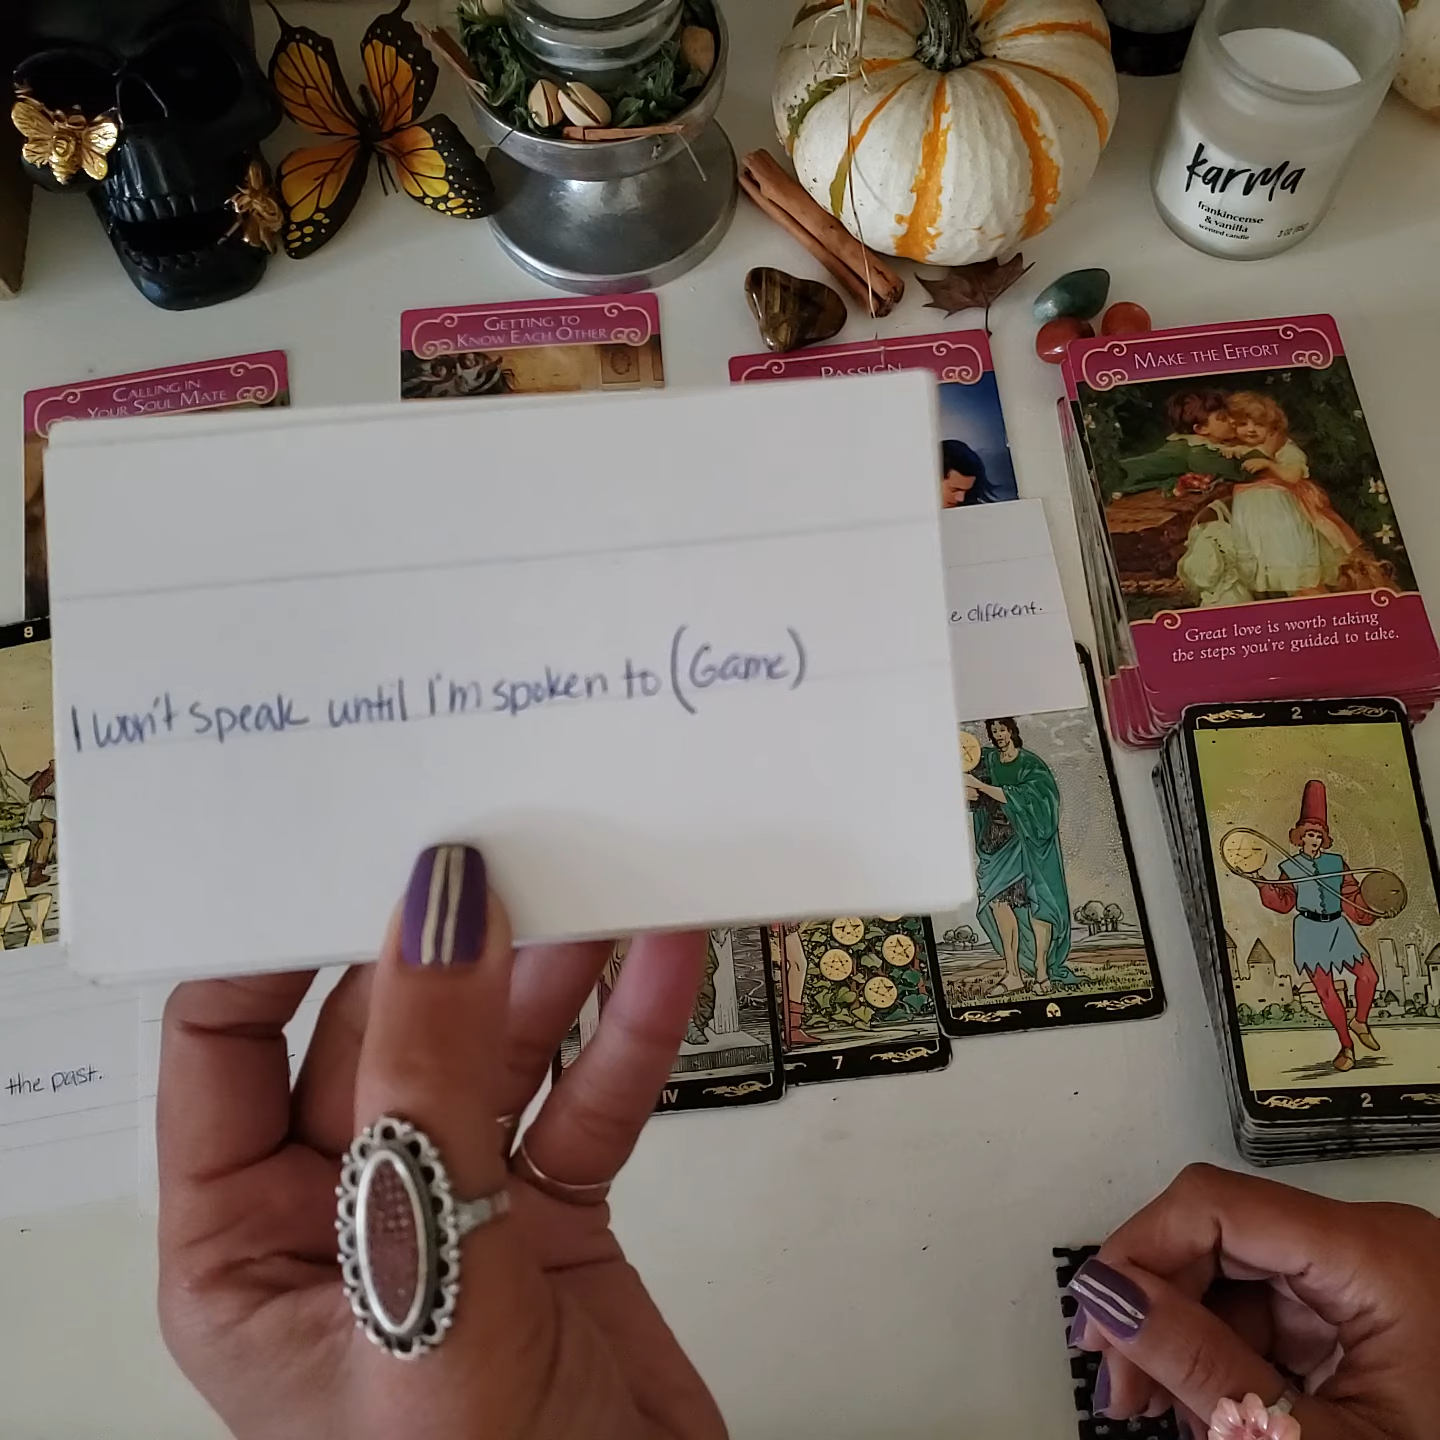 karma
frankincense
& vanilla
scented candle
GETTING TO
KNOW EACH OTHER
CALLING IN
YOUR SOUL MATE
PASSION
MAKE THE EFFORT
Great love is worth taking
the steps you're guided to take.
I won't speak until I'm spoken to (Game)
e different.
8
2
2
7
IV
the past.